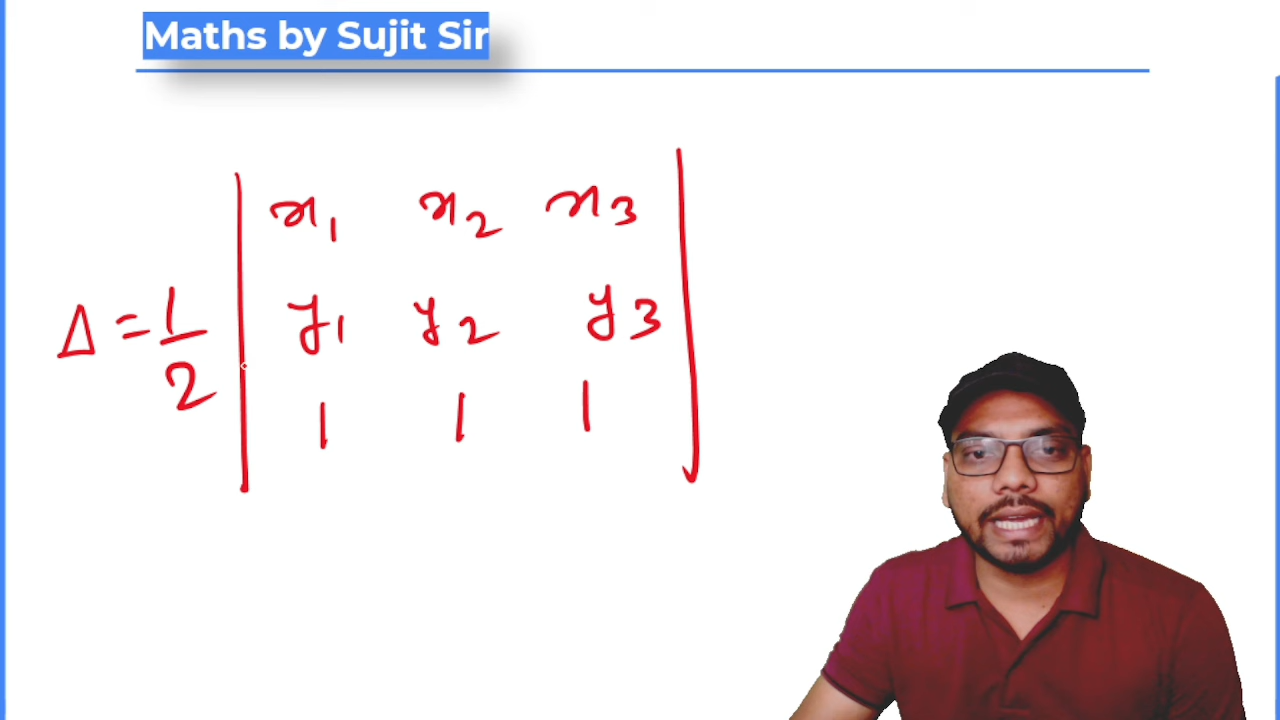 Maths by Sujit Sir
x₁ x₂ x₃
Δ = 1/2 | y₁ y₂ y₃ |
1 1 1